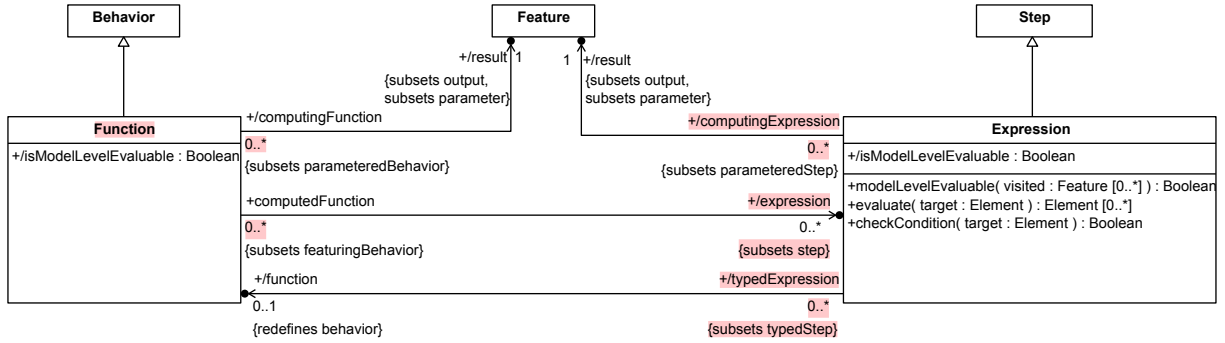 Behavior
Feature
Step
+/result 1
1 +/result
{subsets output,
subsets parameter}
{subsets output,
subsets parameter}
Function
+/isModelLevelEvaluable : Boolean
+/computingFunction
0..*
{subsets parameteredBehavior}
+/computingExpression
0..*
{subsets parameteredStep}
Expression
+/isModelLevelEvaluable : Boolean
+modelLevelEvaluable( visited : Feature [0..*] ) : Boolean
+evaluate( target : Element ) : Element [0..*]
+checkCondition( target : Element ) : Boolean
+computedFunction
0..*
{subsets featuringBehavior}
+/expression
0..*
{subsets step}
+/function
0..1
{redefines behavior}
+/typedExpression
0..*
{subsets typedStep}